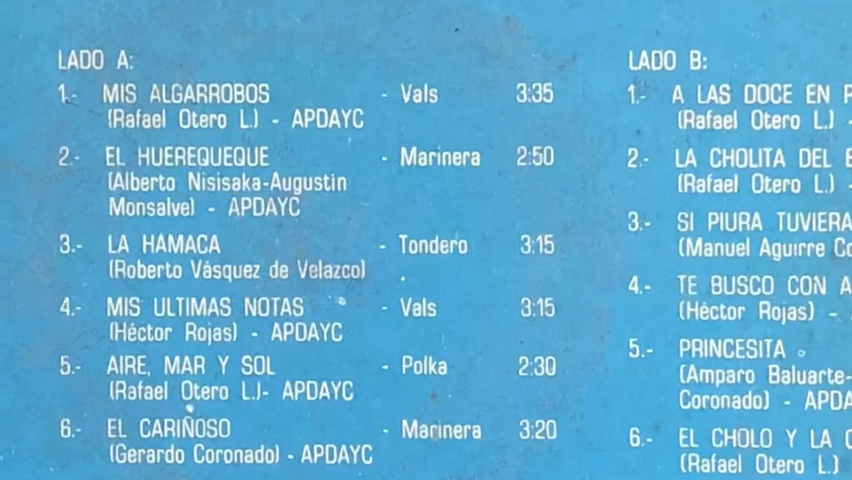 LADO A:
1.- MIS ALGARROBOS - Vals 3:35
(Rafael Otero L.) - APDAYC
2.- EL HUEREQUEQUE - Marinera 2:50
(Alberto Nisisaka-Augustin
Monsalve) - APDAYC
3.- LA HAMACA - Tondero 3:15
(Roberto Vásquez de Velazco)
4.- MIS ULTIMAS NOTAS - Vals 3:15
(Héctor Rojas) - APDAYC
5.- AIRE, MAR Y SOL - Polka 2:30
(Rafael Otero L.)- APDAYC
6.- EL CARIÑOSO - Marinera 3:20
(Gerardo Coronado) - APDAYC
LADO B:
1.- A LAS DOCE EN
(Rafael Otero L.) -
2.- LA CHOLITA DEL
(Rafael Otero L.) -
3.- SI PIURA TUVIERA
(Manuel Aguirre
4.- TE BUSCO CON
(Héctor Rojas) -
5.- PRINCESITA
(Amparo Baluarte-
Coronado) -
6.- EL CHOLO Y LA
(Rafael Otero L.)